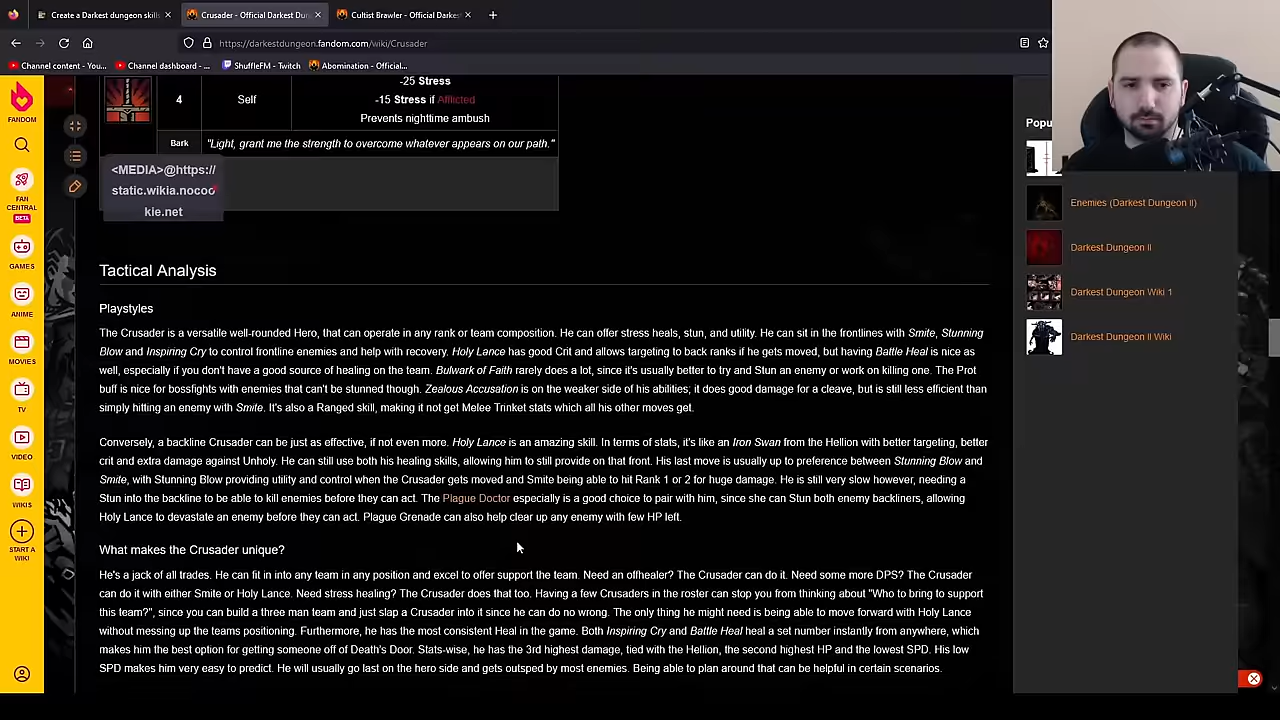 Create a Darkest dungeon skills
Crusader - Official Darkest Dun
Cultist Brawler - Official Darkest
https://darkestdungeon.fandom.com/wiki/Crusader
Channel content - You...
Channel dashboard - ...
ShuffleFM - Twitch
Abomination - Official...
FANDOM
FAN CENTRAL
BETA
GAMES
ANIME
MOVIES
TV
VIDEO
WIKIS
START A WIKI
-25 Stress
4
Self
-15 Stress if Afflicted
Prevents nighttime ambush
Bark
"Light, grant me the strength to overcome whatever appears on our path."
<MEDIA>@https://
static.wikia.nocoo
kie.net
Tactical Analysis
Playstyles
The Crusader is a versatile well-rounded Hero, that can operate in any rank or team composition. He can offer stress heals, stun, and utility. He can sit in the frontlines with Smite, Stunning
Blow and Inspiring Cry to control frontline enemies and help with recovery. Holy Lance has good Crit and allows targeting to back ranks if he gets moved, but having Battle Heal is nice as
well, especially if you don't have a good source of healing on the team. Bulwark of Faith rarely does a lot, since it's usually better to try and Stun an enemy or work on killing one. The Prot
buff is nice for bossfights with enemies that can't be stunned though. Zealous Accusation is on the weaker side of his abilities; it does good damage for a cleave, but is still less efficient than
simply hitting an enemy with Smite. It's also a Ranged skill, making it not get Melee Trinket stats which all his other moves get.
Conversely, a backline Crusader can be just as effective, if not even more. Holy Lance is an amazing skill. In terms of stats, it's like an Iron Swan from the Hellion with better targeting, better
crit and extra damage against Unholy. He can still use both his healing skills, allowing him to still provide on that front. His last move is usually up to preference between Stunning Blow and
Smite, with Stunning Blow providing utility and control when the Crusader gets moved and Smite being able to hit Rank 1 or 2 for huge damage. He is still very slow however, needing a
Stun into the backline to be able to kill enemies before they can act. The Plague Doctor especially is a good choice to pair with him, since she can Stun both enemy backliners, allowing
Holy Lance to devastate an enemy before they can act. Plague Grenade can also help clear up any enemy with few HP left.
What makes the Crusader unique?
He's a jack of all trades. He can fit in into any team in any position and excel to offer support the team. Need an offhealer? The Crusader can do it. Need some more DPS? The Crusader
can do it with either Smite or Holy Lance. Need stress healing? The Crusader does that too. Having a few Crusaders in the roster can stop you from thinking about "Who to bring to support
this team?", since you can build a three man team and just slap a Crusader into it since he can do no wrong. The only thing he might need is being able to move forward with Holy Lance
without messing up the teams positioning. Furthermore, he has the most consistent Heal in the game. Both Inspiring Cry and Battle Heal heal a set number instantly from anywhere, which
makes him the best option for getting someone off of Death's Door. Stats-wise, he has the 3rd highest damage, tied with the Hellion, the second highest HP and the lowest SPD. His low
SPD makes him very easy to predict. He will usually go last on the hero side and gets outsped by most enemies. Being able to plan around that can be helpful in certain scenarios.
Popu
Enemies (Darkest Dungeon II)
Darkest Dungeon II
Darkest Dungeon Wiki 1
Darkest Dungeon II Wiki